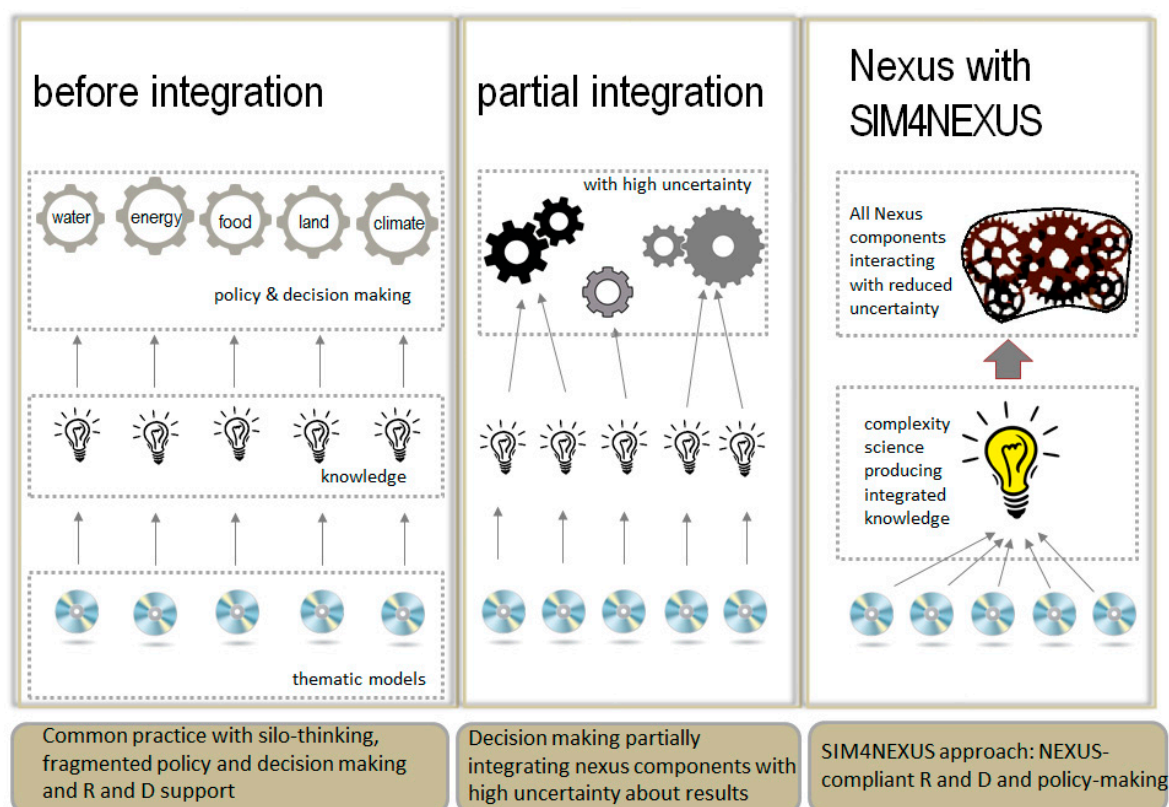 before integration
water
energy
food
land
climate
policy & decision making
knowledge
thematic models
Common practice with silo-thinking,
fragmented policy and decision making
and R and D support
partial integration
with high uncertainty
Decision making partially
integrating nexus components with
high uncertainty about results
Nexus with
SIM4NEXUS
All Nexus
components
interacting
with reduced
uncertainty
complexity
science
producing
integrated
knowledge
SIM4NEXUS approach: NEXUS-
compliant R and D and policy-making